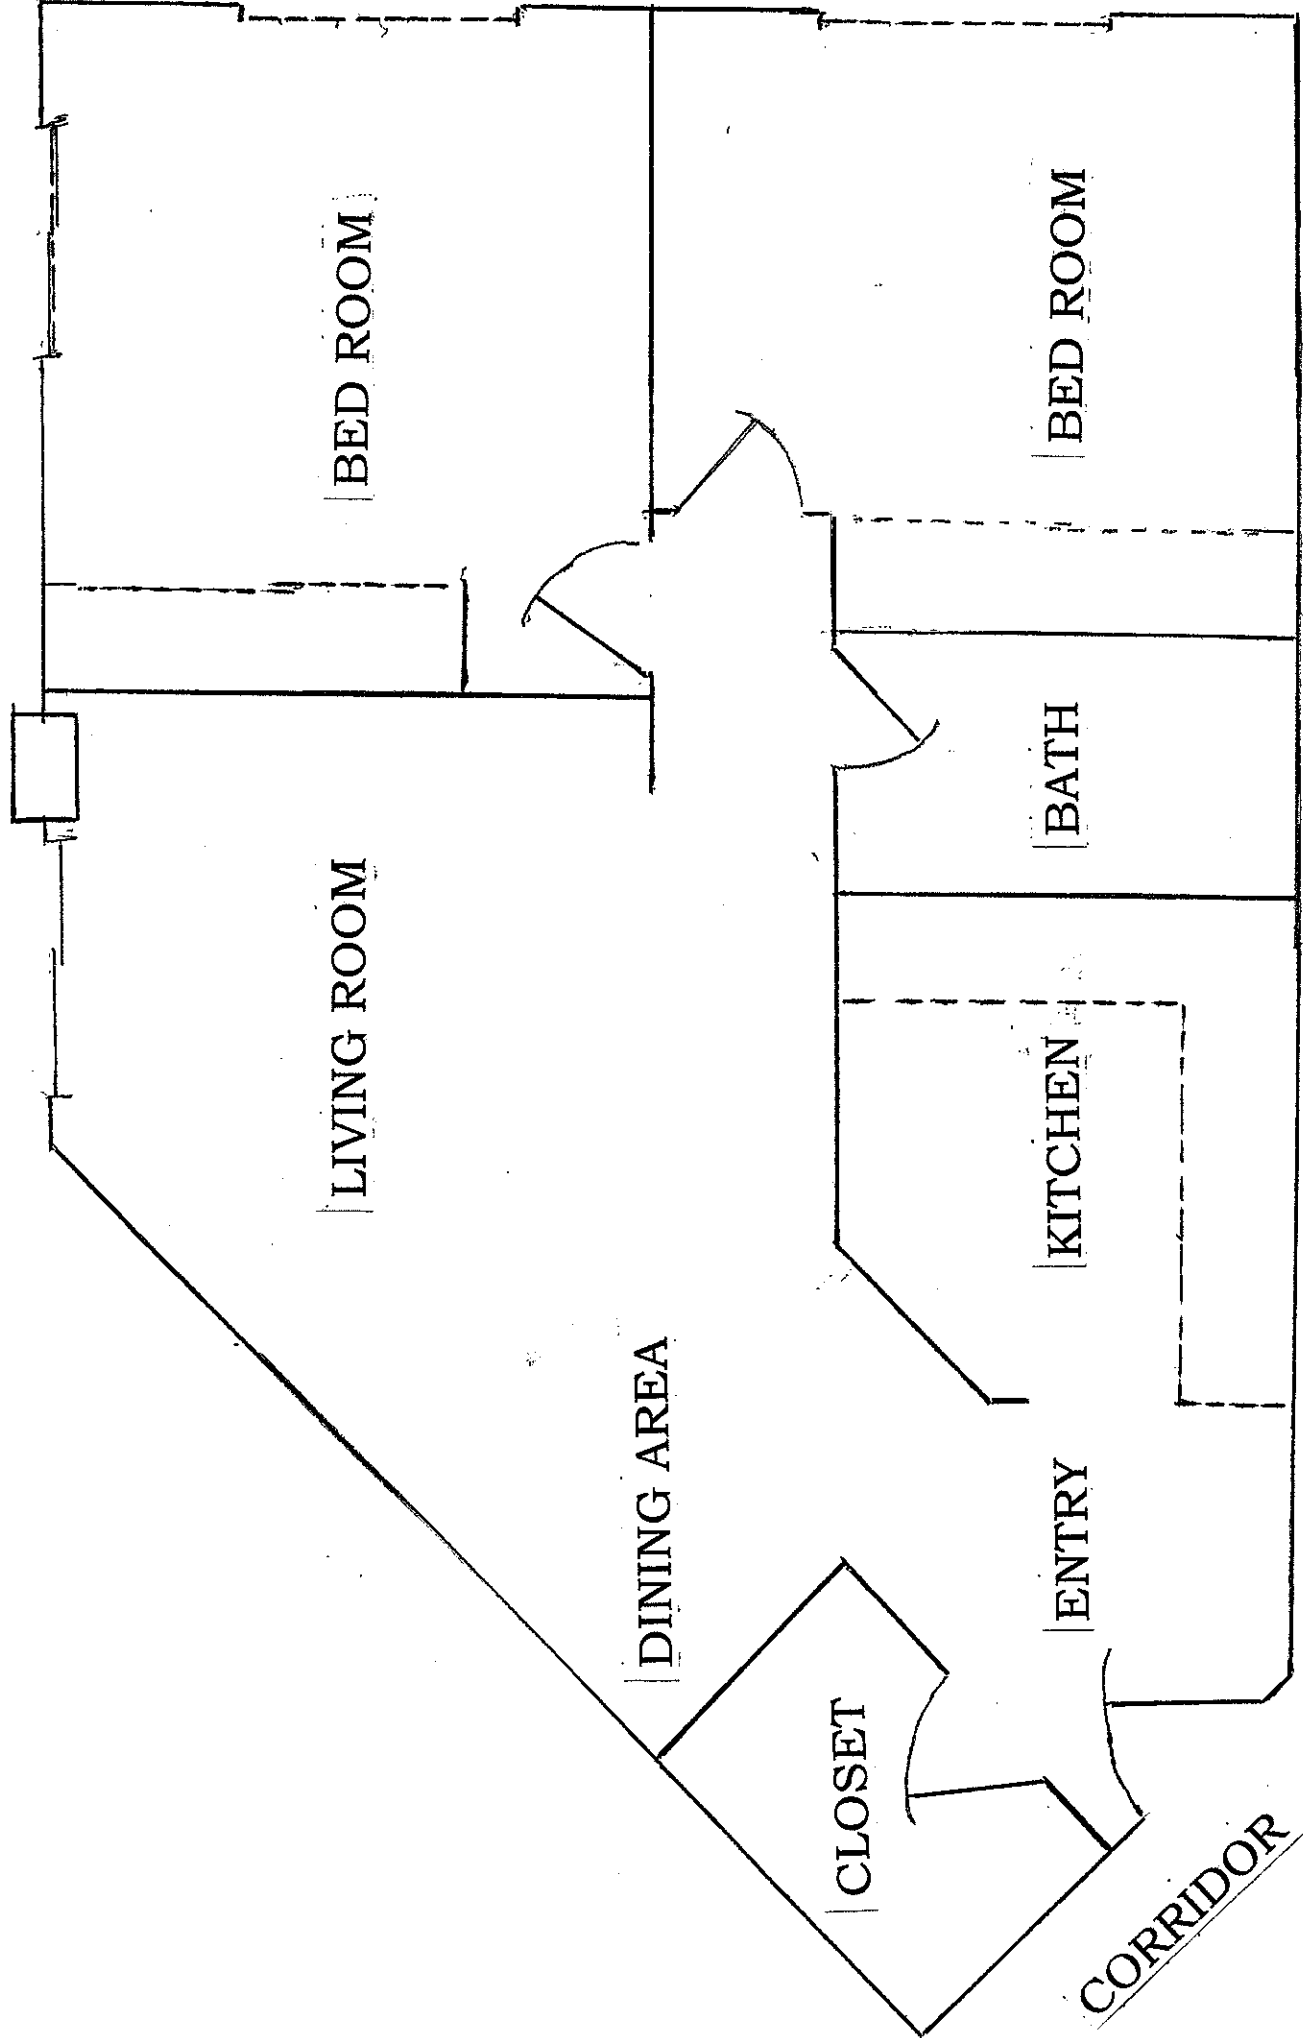 BED ROOM
BED ROOM
LIVING ROOM
BATH
KITCHEN
DINING AREA
ENTRY
CLOSET
CORRIDOR